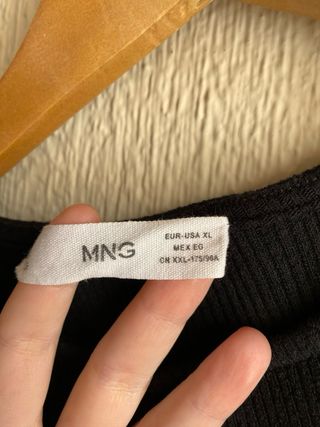 MNG
EUR-USA XL
MEX EG
CN XXL-175/96A